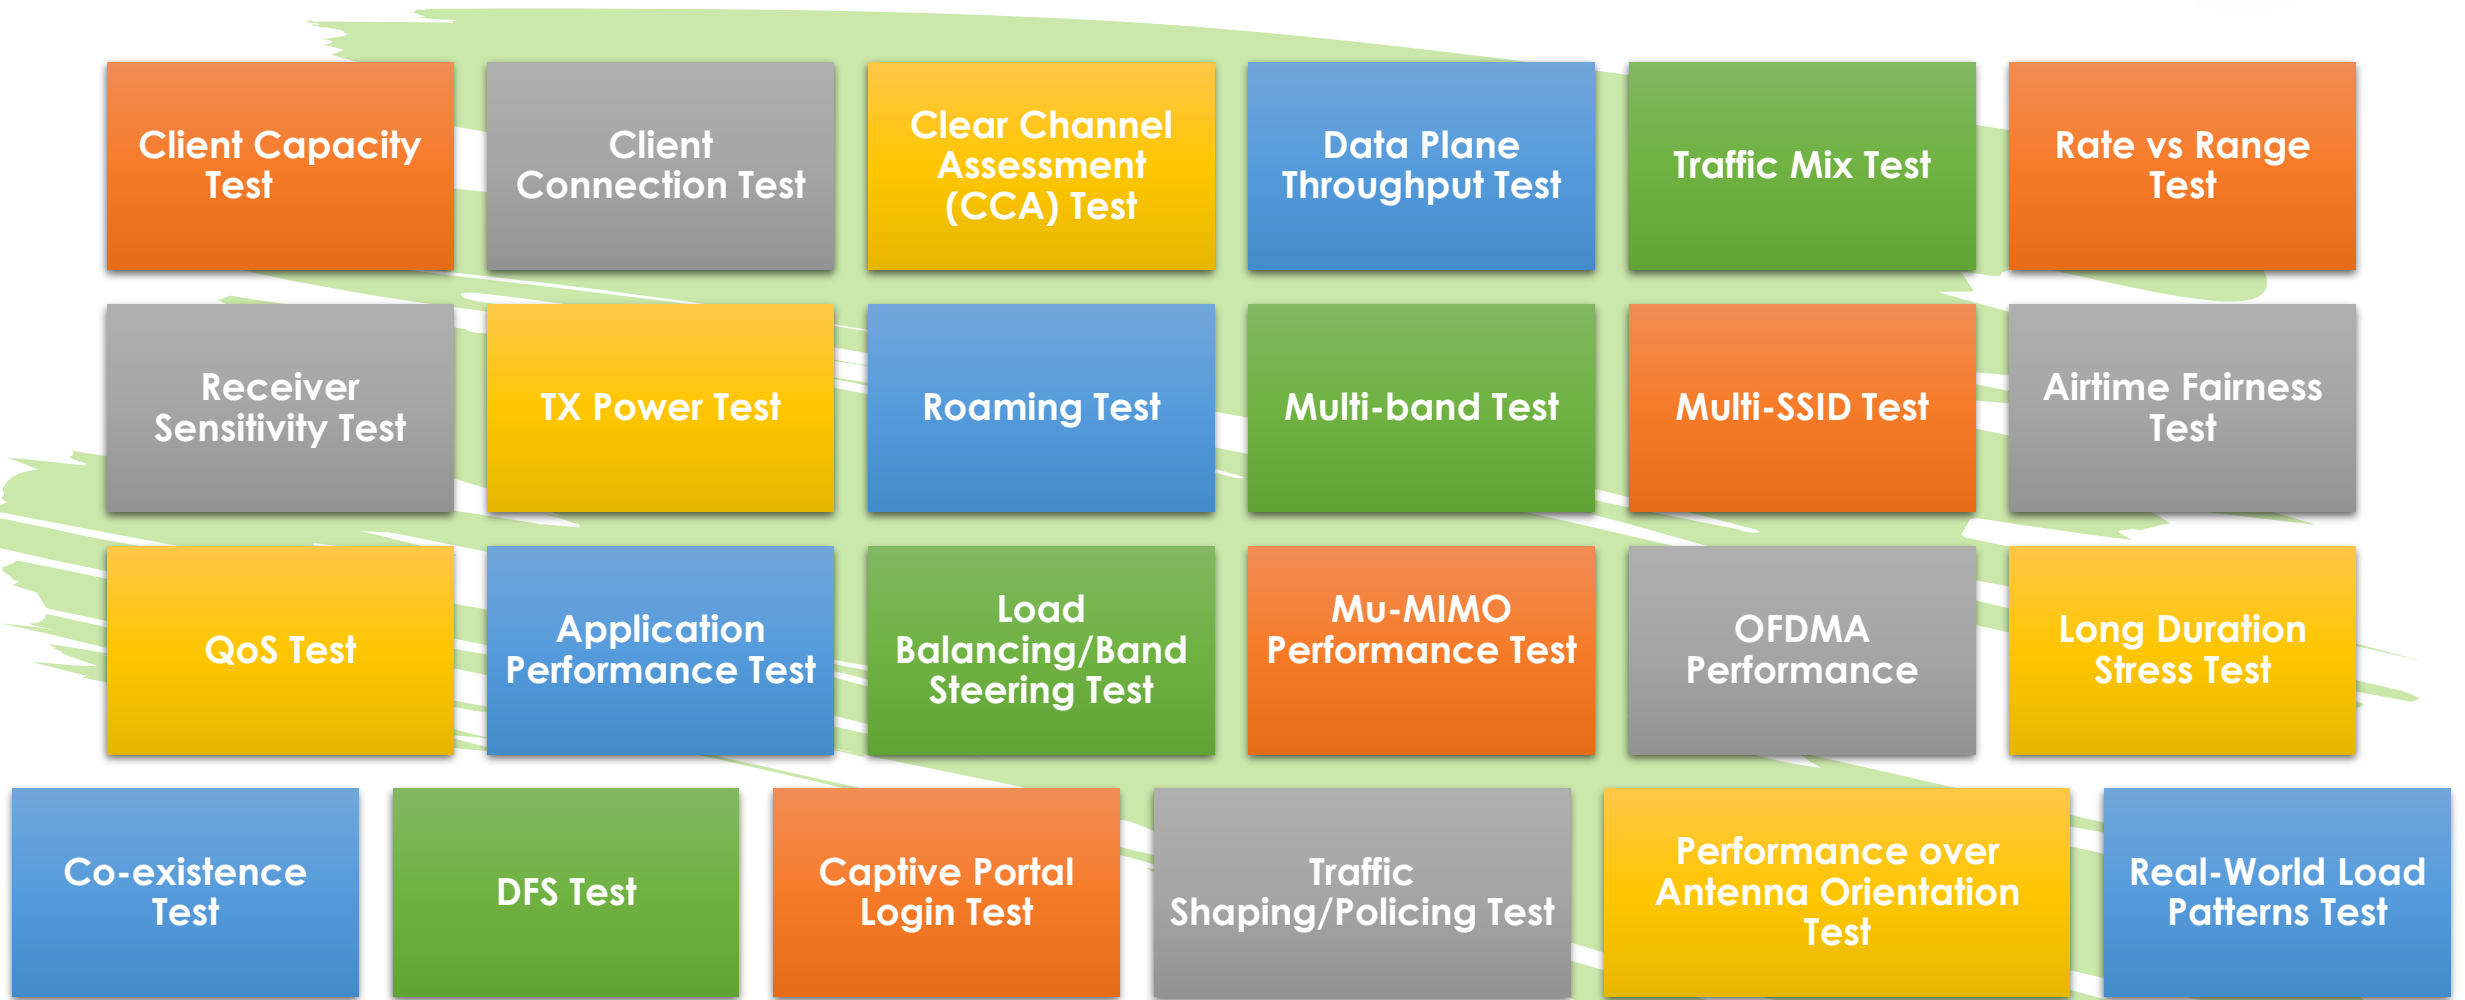 Client Capacity
Test
Client
Connection Test
Clear Channel
Assessment
(CCA) Test
Data Plane
Throughput Test
Traffic Mix Test
Rate vs Range
Test
Receiver
Sensitivity Test
TX Power Test
Roaming Test
Multi-band Test
Multi-SSID Test
Airtime Fairness
Test
QoS Test
Application
Performance Test
Load
Balancing/Band
Steering Test
Mu-MIMO
Performance Test
OFDMA
Performance
Long Duration
Stress Test
Co-existence
Test
DFS Test
Captive Portal
Login Test
Traffic
Shaping/Policing Test
Performance over
Antenna Orientation
Test
Real-World Load
Patterns Test